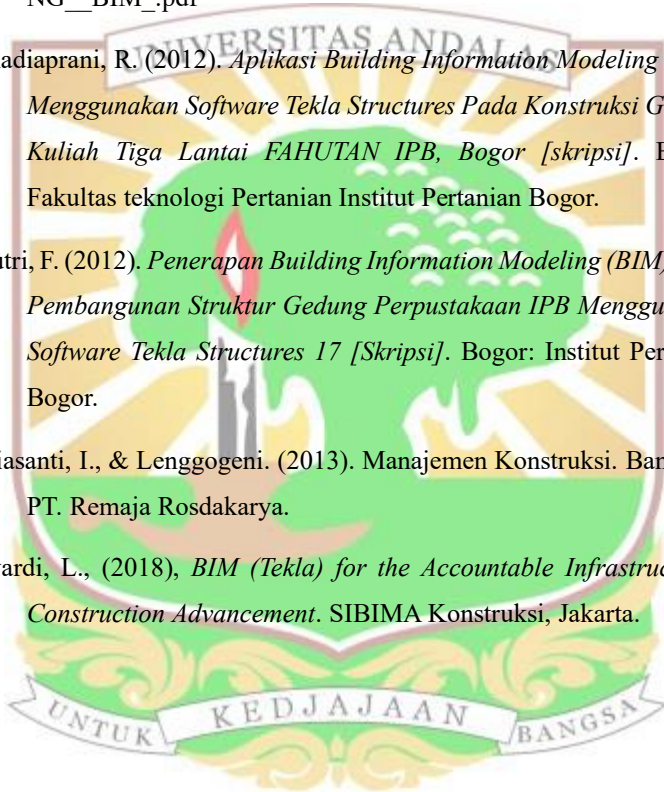 NG__BIM_.pdf
UNIVERSITAS ANDALAS
adiaprani, R. (2012). Aplikasi Building Information Modeling
Menggunakan Software Tekla Structures Pada Konstruksi G
Kuliah Tiga Lantai FAHUTAN IPB, Bogor [skripsi]. B
Fakultas teknologi Pertanian Institut Pertanian Bogor.
utri, F. (2012). Penerapan Building Information Modeling (BIM)
Pembangunan Struktur Gedung Perpustakaan IPB Menggu
Software Tekla Structures 17 [Skripsi]. Bogor: Institut Per
Bogor.
iasanti, I., & Lenggogeni. (2013). Manajemen Konstruksi. Ban
PT. Remaja Rosdakarya.
ardi, L., (2018), BIM (Tekla) for the Accountable Infrastruc
Construction Advancement. SIBIMA Konstruksi, Jakarta.
UNTUK KEDJAJAAN BANGSA